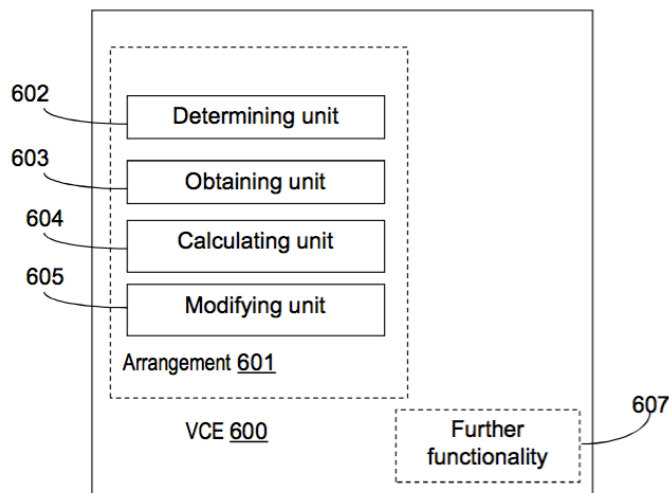 602
Determining unit
603
Obtaining unit
604
Calculating unit
605
Modifying unit
Arrangement 601
VCE 600
607
Further
functionality